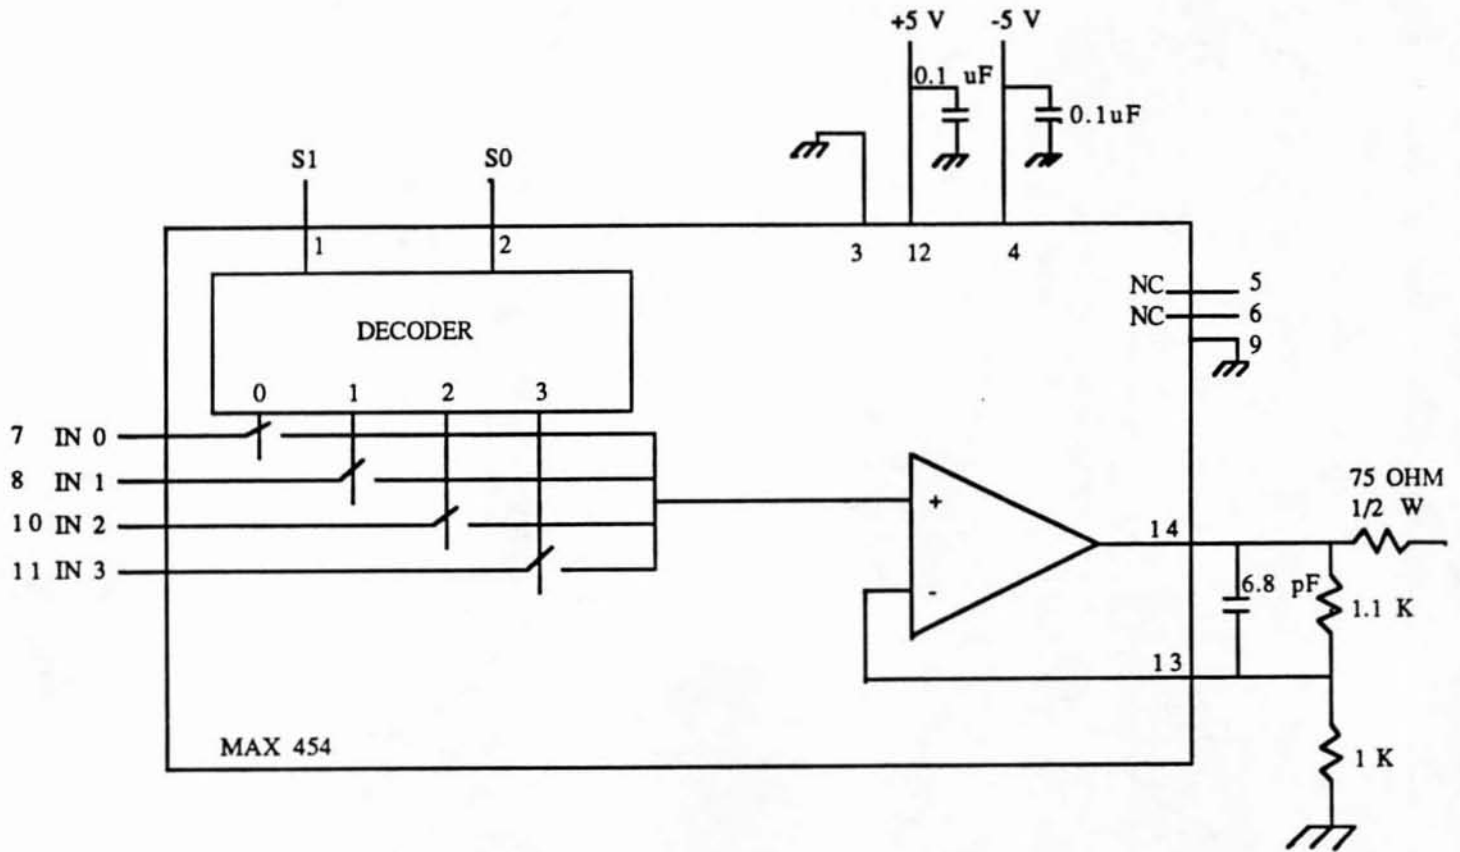 +5 V -5 V
0.1 uF
0.1uF
S1 S0
1 2 3 12 4
NC 5
NC 6
9
DECODER
0 1 2 3
7 IN 0
8 IN 1
10 IN 2
11 IN 3
+
-
14
75 OHM
1/2 W
6.8 pF
1.1 K
13
MAX 454
1 K